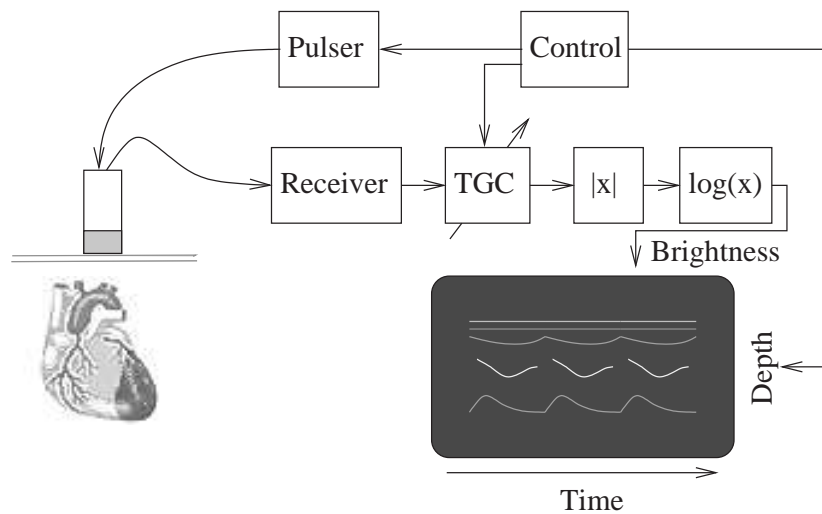 Pulser
Control
Receiver
TGC
|x|
log(x)
Brightness
Depth
Time